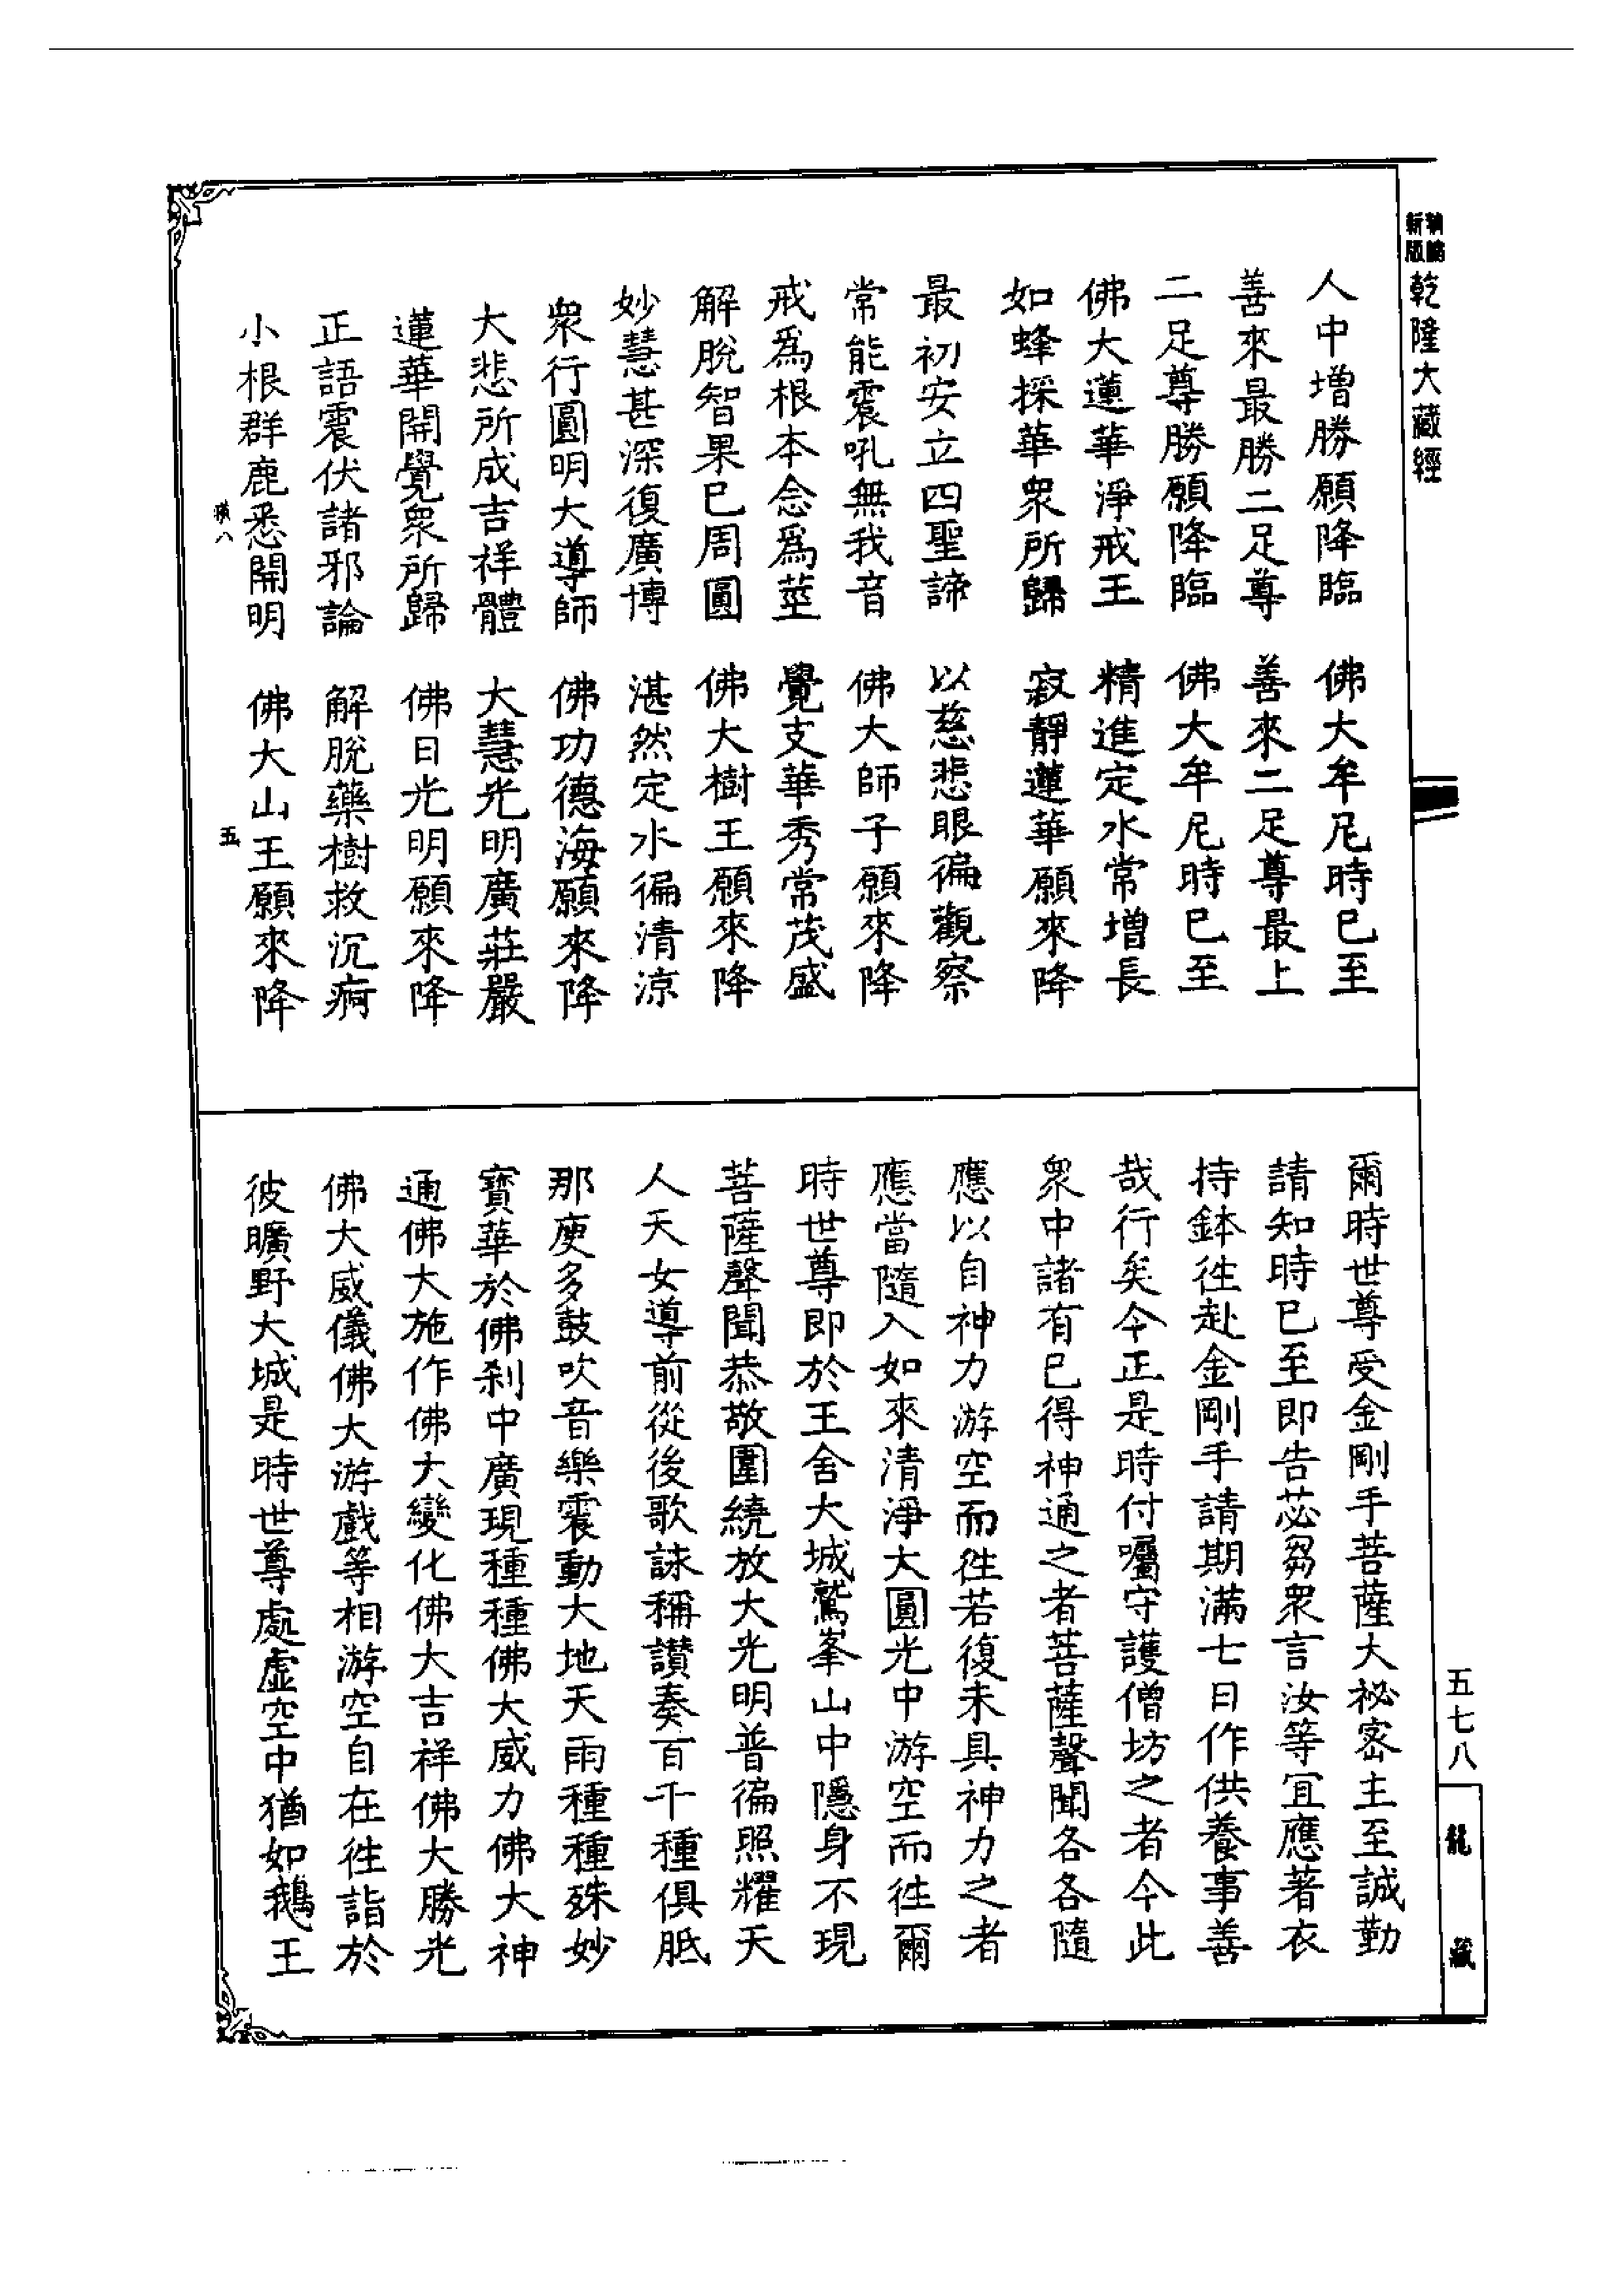 新編
新版
乾隆大藏經
人中增勝願降臨　佛大牟尼時已至
善來最勝二足尊　善來二足尊最上
二足尊勝願降臨　佛大牟尼時已至
佛大蓮華淨戒王　精進定水常增長
如蜂採華眾所歸　寂靜蓮華願來降
最初安立四聖諦　以慈悲眼徧觀察
常能震吼無我音　佛大師子願來降
戒爲根本念爲莖　覺支華秀常茂盛
解脫智果已周圓　佛大樹王願來降
妙慧甚深復廣博　湛然定水徧清涼
眾行圓明大導師　佛功德海願來降
大悲所成吉祥體　大慧光明廣莊嚴
蓮華開覺眾所歸　佛日光明願來降
正語震伏諸邪論　解脫藥樹救沉痾
小根群鹿悉開明　佛大山王願來降
橫八　五
爾時世尊受金剛手菩薩大祕密主至誠勤
請知時已至即告苾芻眾言汝等宜應著衣
持鉢徃赴金剛手請期滿七日作供養事善
哉行矣今正是時付囑守護僧坊之者今此
眾中諸有已得神通之者菩薩聲聞各各隨
應以自神力游空而徃若復未具神力之者
應當隨入如來清淨大圓光中游空而徃爾
時世尊即於王舍大城鷲峯山中隱身不現
菩薩聲聞恭敬圍繞放大光明普徧照耀天
人天女導前從後歌詠稱讚奏百千種俱胝
那庾多鼓吹音樂震動大地天雨種種殊妙
寶華於佛刹中廣現種種佛大威力佛大神
通佛大施作佛大變化佛大吉祥佛大勝光
佛大威儀佛大游戲等相游空自在徃詣於
彼曠野大城是時世尊處虛空中猶如鵝王
五七八
龍藏